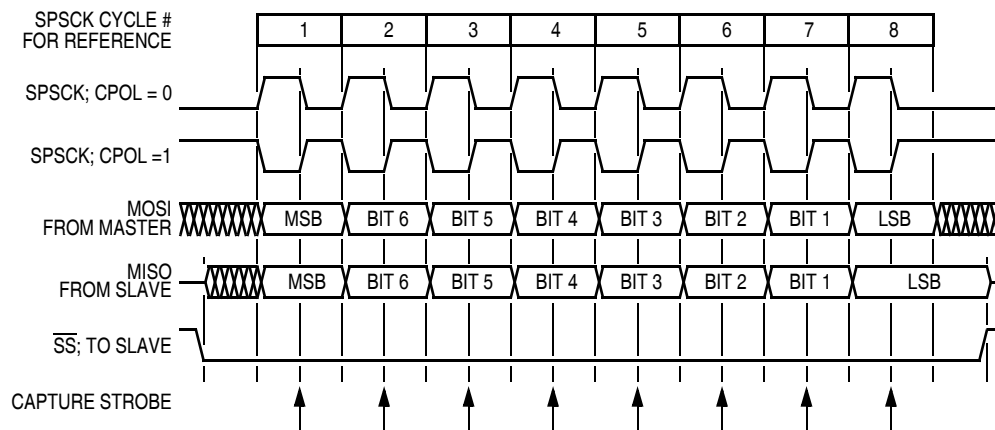 SPSCK CYCLE #
FOR REFERENCE
1 2 3 4 5 6 7 8
SPSCK; CPOL = 0
SPSCK; CPOL =1
MOSI
FROM MASTER
MSB BIT 6 BIT 5 BIT 4 BIT 3 BIT 2 BIT 1 LSB
MISO
FROM SLAVE
MSB BIT 6 BIT 5 BIT 4 BIT 3 BIT 2 BIT 1 LSB
S̅S̅; TO SLAVE
CAPTURE STROBE